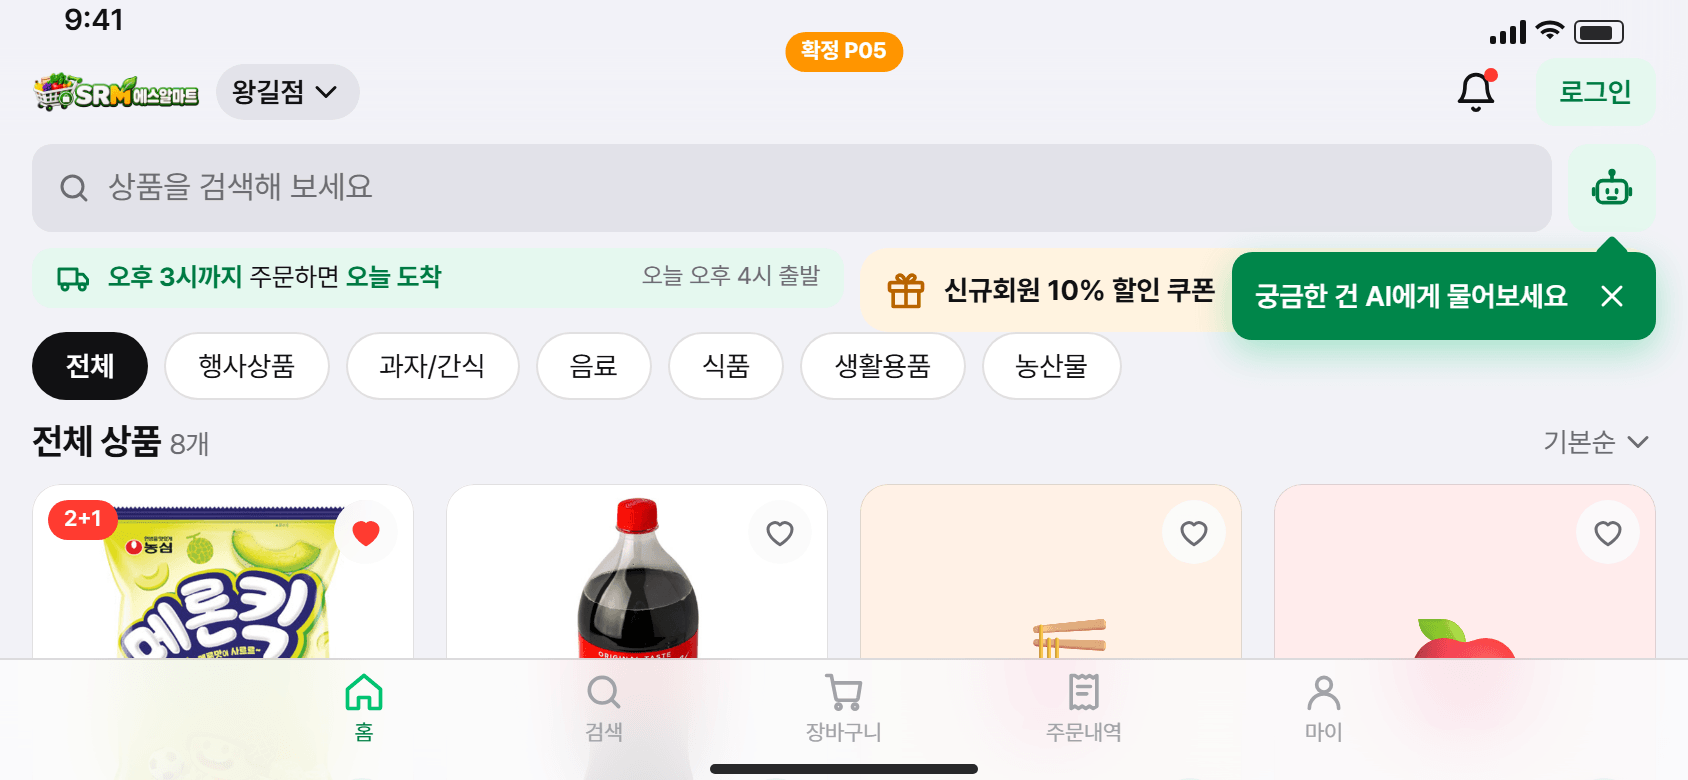 9:41
확정 P05
SRM에스알마트
왕길점
로그인
상품을 검색해 보세요
오후 3시까지 주문하면 오늘 도착
오늘 오후 4시 출발
신규회원 10% 할인 쿠폰
궁금한 건 AI에게 물어보세요
전체
행사상품
과자/간식
음료
식품
생활용품
농산물
전체 상품 8개
기본순
2+1
농심
메론킥
ORIGINAL TASTE
홈
검색
장바구니
주문내역
마이